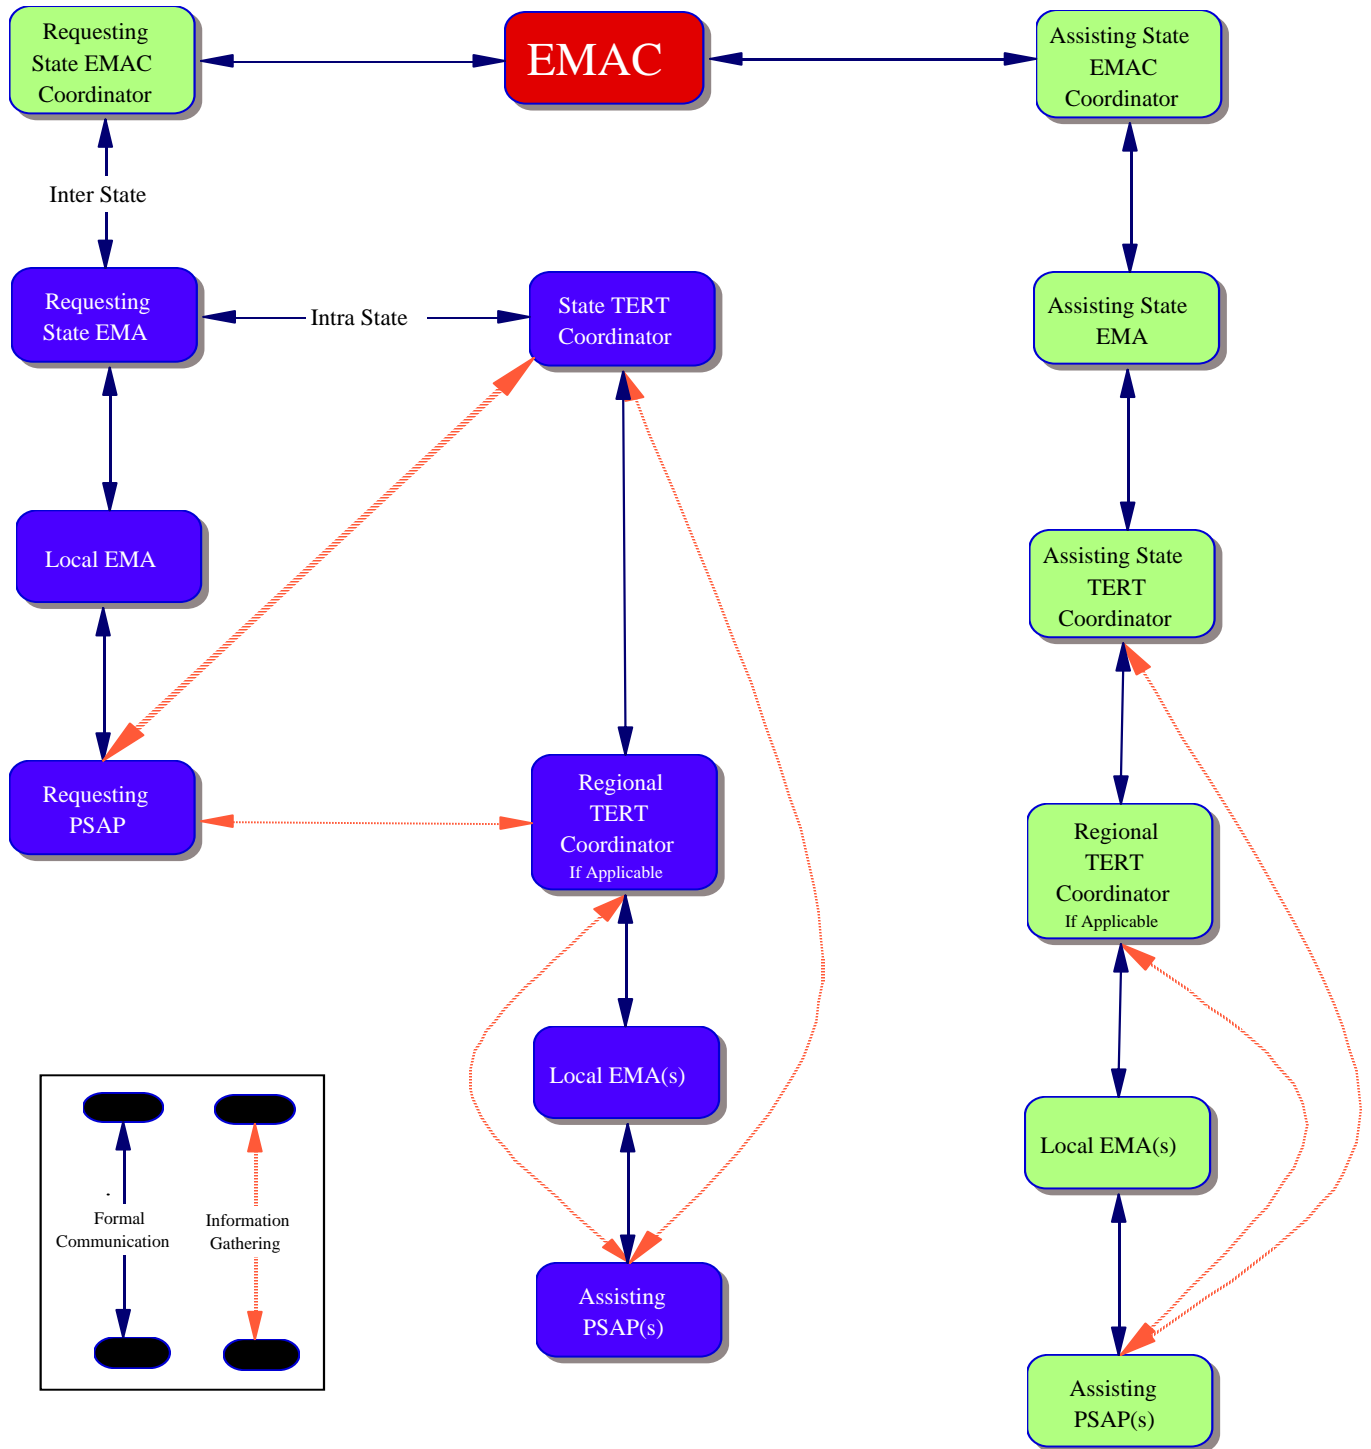 Requesting
State EMAC
Coordinator
EMAC
Assisting State
EMAC
Coordinator
Inter State
Requesting
State EMA
Intra State
State TERT
Coordinator
Assisting State
EMA
Local EMA
Assisting State
TERT
Coordinator
Requesting
PSAP
Regional
TERT
Coordinator
If Applicable
Regional
TERT
Coordinator
If Applicable
Local EMA(s)
Local EMA(s)
Formal
Communication
Information
Gathering
Assisting
PSAP(s)
Assisting
PSAP(s)